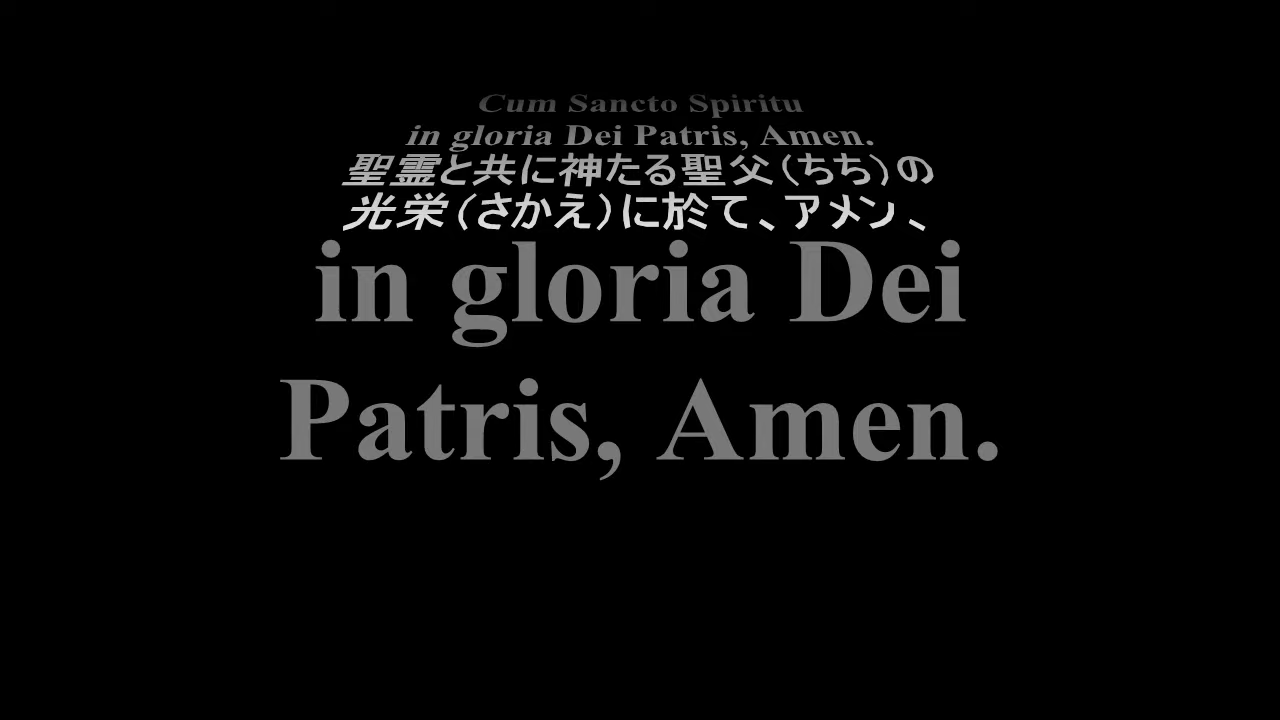 Cum Sancto Spiritu
in gloria Dei Patris, Amen.
聖霊と共に神たる聖父（ちち）の
光栄（さかえ）に於て、アメン、
in gloria Dei
Patris, Amen.